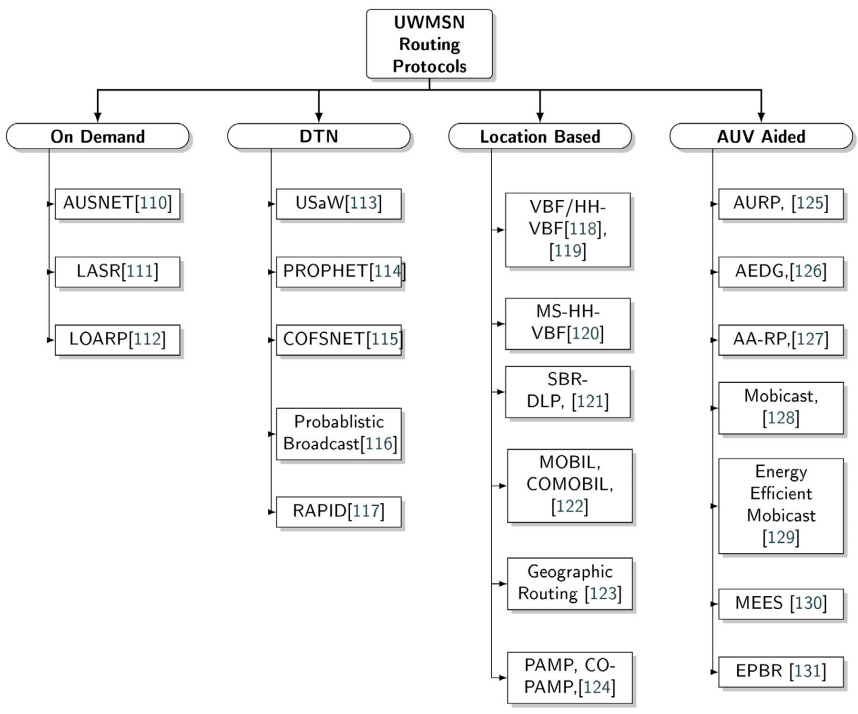 UWMSN
Routing
Protocols
On Demand
AUSNET[110]
LASR[111]
LOARP[112]
DTN
USaW[113]
PROPHET[114]
COFSNET[115]
Probablistic
Broadcast[116]
RAPID[117]
Location Based
VBF/HH-
VBF[118],
[119]
MS-HH-
VBF[120]
SBR-
DLP, [121]
MOBIL,
COMOBIL,
[122]
Geographic
Routing [123]
PAMP, CO-
PAMP,[124]
AUV Aided
AURP, [125]
AEDG,[126]
AA-RP,[127]
Mobicast,
[128]
Energy
Efficient
Mobicast
[129]
MEES [130]
EPBR [131]